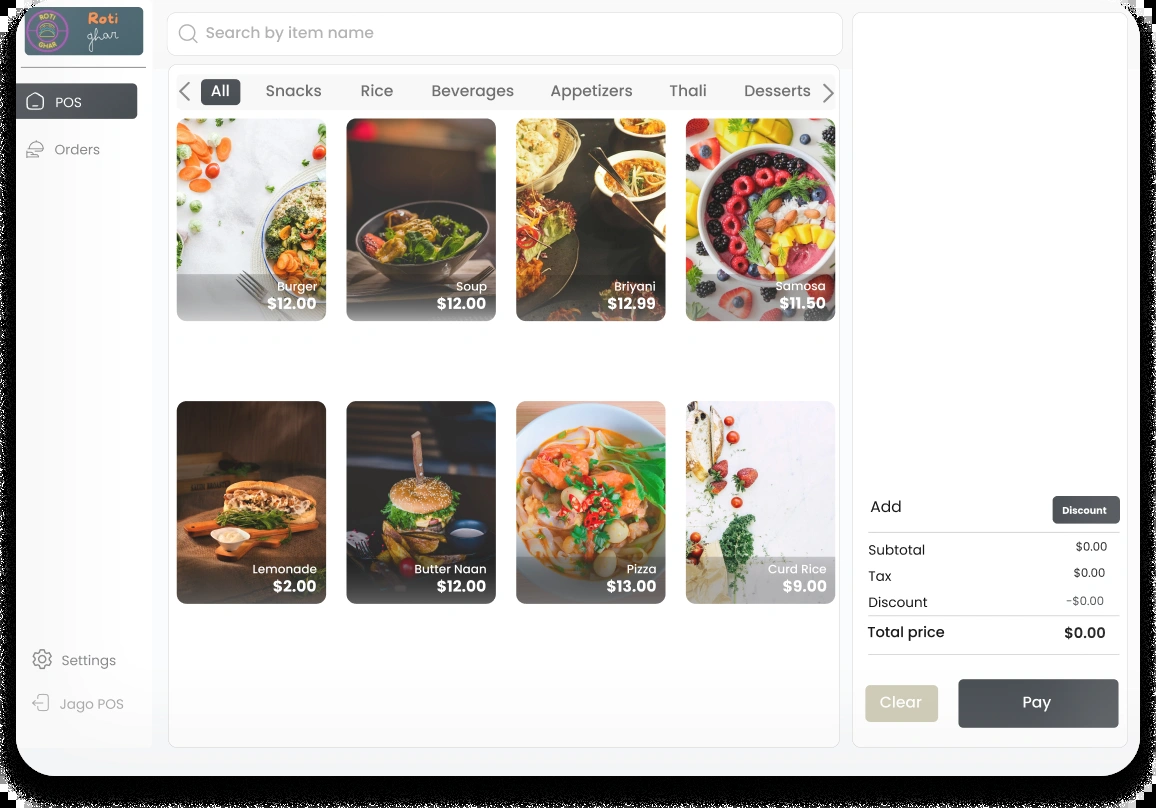 ROTI
GHAR
Roti
ghar
Search by item name
POS
Orders
All Snacks Rice Beverages Appetizers Thali Desserts
Burger
$12.00
Soup
$12.00
Briyani
$12.99
Samosa
$11.50
Lemonade
$2.00
Butter Naan
$12.00
Pizza
$13.00
Curd Rice
$9.00
Settings
Jago POS
Add Discount
Subtotal $0.00
Tax $0.00
Discount -$0.00
Total price $0.00
Clear Pay